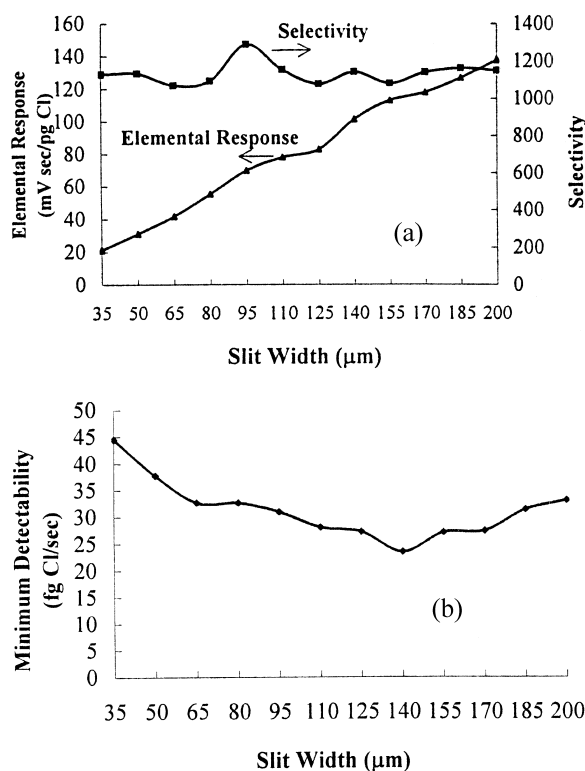 160
140
120
100
80
60
40
20
0
Elemental Response
(mV sec/pg Cl)
Selectivity
Elemental Response
(a)
1400
1200
1000
800
600
400
200
0
Selectivity
35 50 65 80 95 110 125 140 155 170 185 200
Slit Width (μm)
50
45
40
35
30
25
20
15
10
5
0
Minimum Detectability
(fg Cl/sec)
(b)
35 50 65 80 95 110 125 140 155 170 185 200
Slit Width (μm)